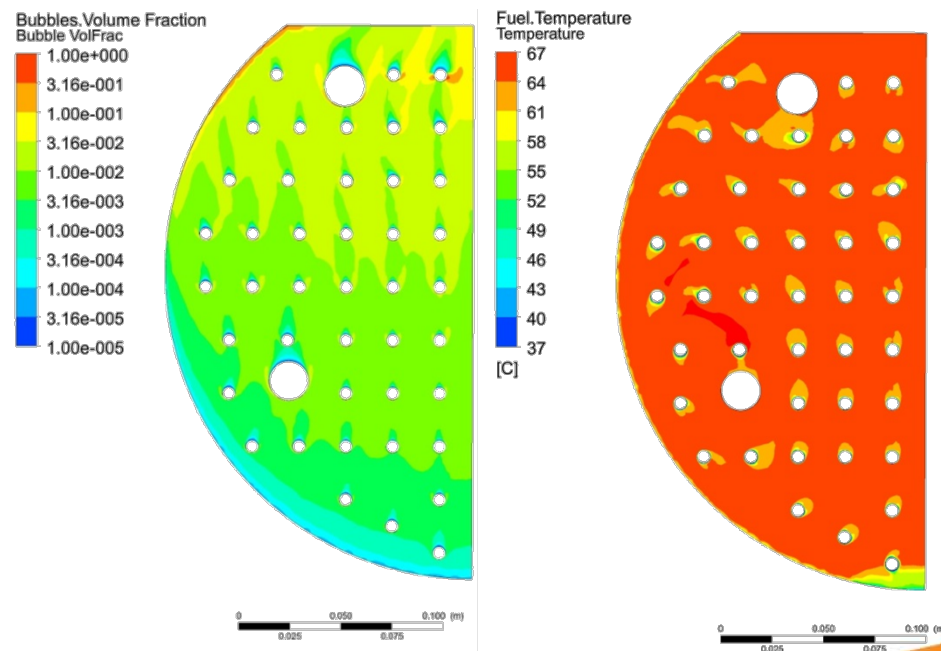 Bubbles.Volume Fraction
Bubble VolFrac
1.00e+000
3.16e-001
1.00e-001
3.16e-002
1.00e-002
3.16e-003
1.00e-003
3.16e-004
1.00e-004
3.16e-005
1.00e-005
0 0.050 0.100 (m)
0.025 0.075
Fuel.Temperature
Temperature
67
64
61
58
55
52
49
46
43
40
37
[C]
0 0.050 0.100
0.025 0.075